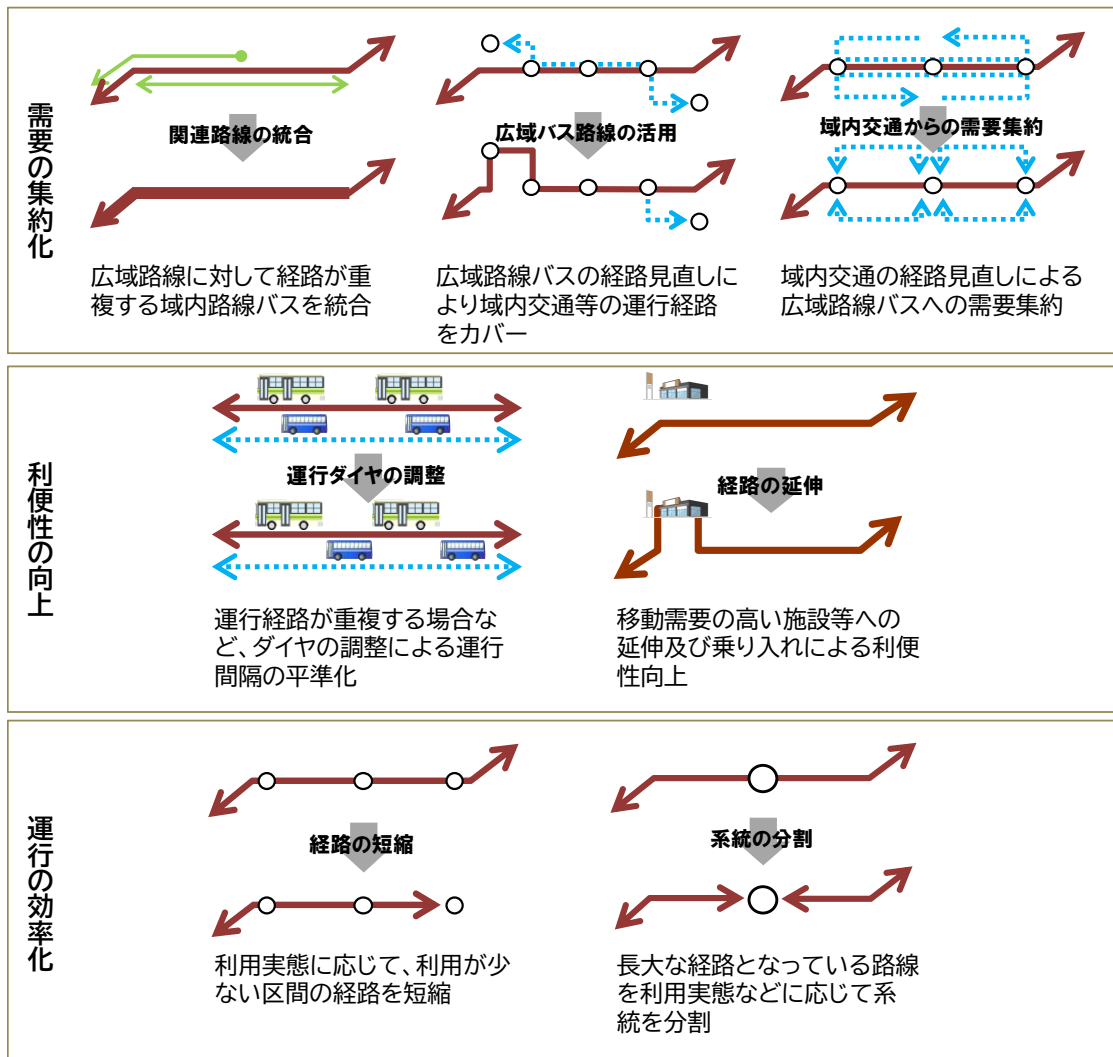 需要の集約化
関連路線の統合
広域路線に対して経路が重
複する域内路線バスを統合
広域バス路線の活用
広域路線バスの経路見直しに
より域内交通等の運行経路
をカバー
域内交通からの需要集約
域内交通の経路見直しによる
広域路線バスへの需要集約
利便性の向上
運行ダイヤの調整
運行経路が重複する場合な
ど、ダイヤの調整による運行
間隔の平準化
経路の延伸
移動需要の高い施設等への
延伸及び乗り入れによる利便
性向上
運行の効率化
経路の短縮
利用実態に応じて、利用が少
ない区間の経路を短縮
系統の分割
長大な経路となっている路線
を利用実態などに応じて系
統を分割